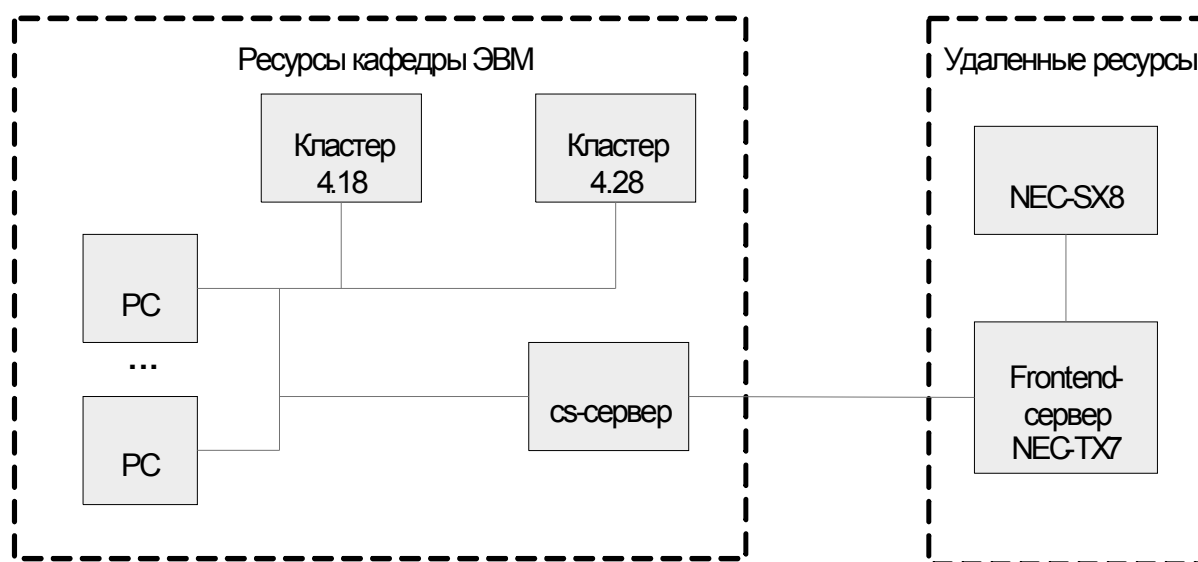 Ресурсы кафедры ЭВМ
Удаленные ресурсы
Кластер
4.18
Кластер
4.28
NEC-SX8
PC
...
PC
cs-сервер
Frontend-
сервер
NEC-TX7